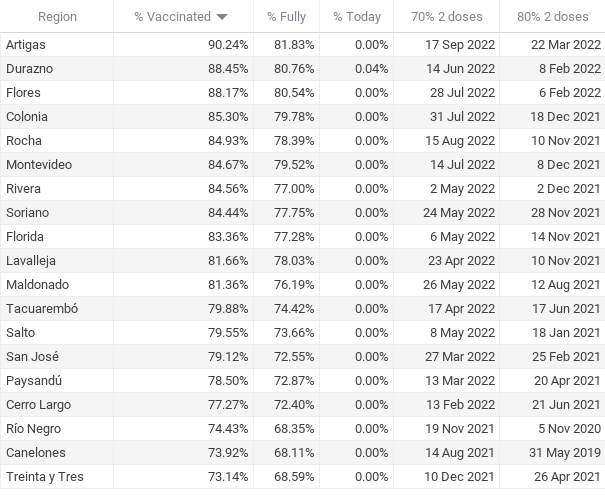 Region % Vaccinated % Fully % Today 70% 2 doses 80% 2 doses
Artigas 90.24% 81.83% 0.00% 17 Sep 2022 22 Mar 2022
Durazno 88.45% 80.76% 0.04% 14 Jun 2022 8 Feb 2022
Flores 88.17% 80.54% 0.00% 28 Jul 2022 6 Feb 2022
Colonia 85.30% 79.78% 0.00% 31 Jul 2022 18 Dec 2021
Rocha 84.93% 78.39% 0.00% 15 Aug 2022 10 Nov 2021
Montevideo 84.67% 79.52% 0.00% 14 Jul 2022 8 Dec 2021
Rivera 84.56% 77.00% 0.00% 2 May 2022 2 Dec 2021
Soriano 84.44% 77.75% 0.00% 24 May 2022 28 Nov 2021
Florida 83.36% 77.28% 0.00% 6 May 2022 14 Nov 2021
Lavalleja 81.66% 78.03% 0.00% 23 Apr 2022 10 Nov 2021
Maldonado 81.36% 76.19% 0.00% 26 May 2022 12 Aug 2021
Tacuarembó 79.88% 74.42% 0.00% 17 Apr 2022 17 Jun 2021
Salto 79.55% 73.66% 0.00% 8 May 2022 18 Jan 2021
San José 79.12% 72.55% 0.00% 27 Mar 2022 25 Feb 2021
Paysandú 78.50% 72.87% 0.00% 13 Mar 2022 20 Apr 2021
Cerro Largo 77.27% 72.40% 0.00% 13 Feb 2022 21 Jun 2021
Río Negro 74.43% 68.35% 0.00% 19 Nov 2021 5 Nov 2020
Canelones 73.92% 68.11% 0.00% 14 Aug 2021 31 May 2019
Treinta y Tres 73.14% 68.59% 0.00% 10 Dec 2021 26 Apr 2021